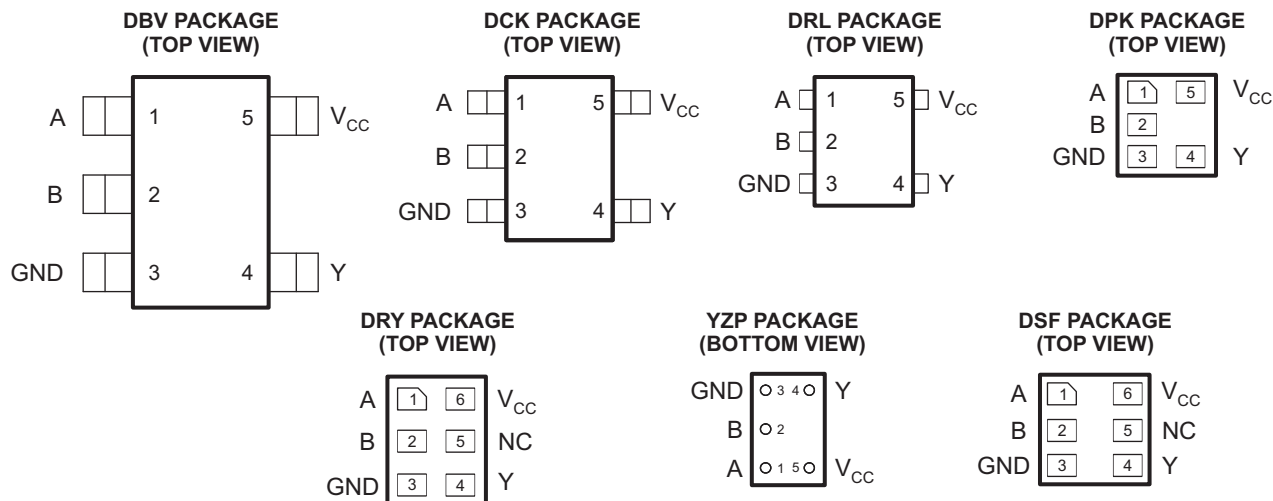 DBV PACKAGE
(TOP VIEW)
A 1 5 VCC
B 2
GND 3 4 Y
DCK PACKAGE
(TOP VIEW)
A 1 5 VCC
B 2
GND 3 4 Y
DRL PACKAGE
(TOP VIEW)
A 1 5 VCC
B 2
GND 3 4 Y
DPK PACKAGE
(TOP VIEW)
A 1 5 VCC
B 2
GND 3 4 Y
DRY PACKAGE
(TOP VIEW)
A 1 6 VCC
B 2 5 NC
GND 3 4 Y
YZP PACKAGE
(BOTTOM VIEW)
GND 3 4 Y
B 2
A 1 5 VCC
DSF PACKAGE
(TOP VIEW)
A 1 6 VCC
B 2 5 NC
GND 3 4 Y